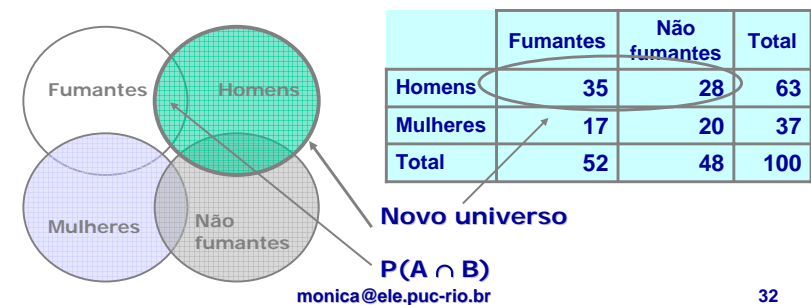 Fumantes
Homens
Mulheres
Não
fumantes
Fumantes Não fumantes Total
Homens 35 28 63
Mulheres 17 20 37
Total 52 48 100
Novo universo
P(A ∩ B)
monica@ele.puc-rio.br 32